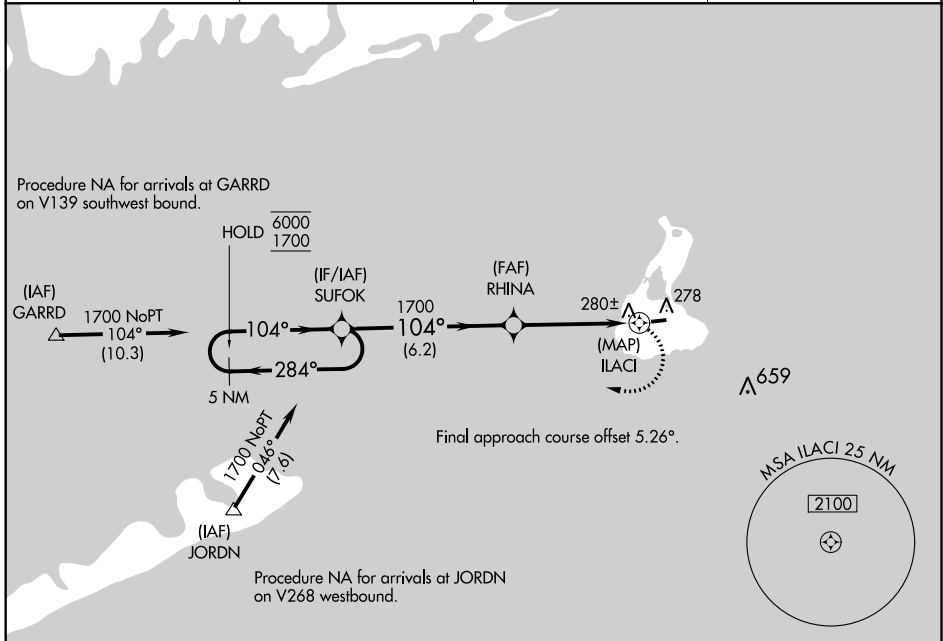 Procedure NA for arrivals at GARRD
on V139 southwest bound.
HOLD 6000
1700
(IAF)
GARRD
1700 NoPT
104°
(10.3)
104°
284°
5 NM
(IF/IAF)
SUFOK
1700
104°
(6.2)
(FAF)
RHINA
280±
278
(MAP)
ILACI
659
1700 NoPT
046°
(7.6)
(IAF)
JORDN
Final approach course offset 5.26°.
Procedure NA for arrivals at JORDN
on V268 westbound.
MSA ILACI 25 NM
2100